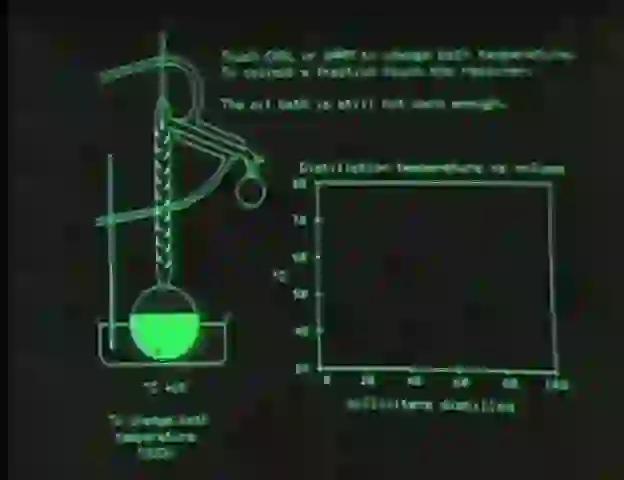 Touch COOL or WARM to change bath temperature.
To collect a fraction touch the receiver.
The oil bath is still not warm enough.
Distillation temperature vs volume
80
70
60
°C
50
40
0 20 40 60 80 100
milliliters distilled
°C
To change bath
temperature